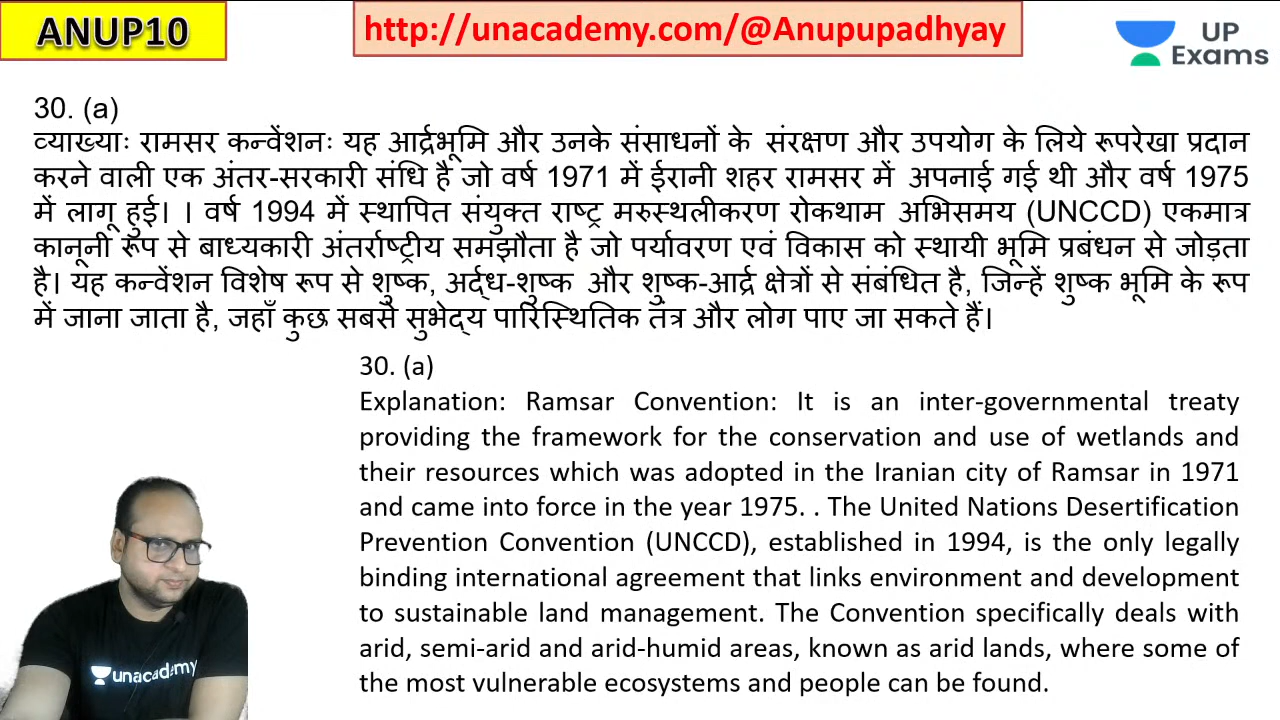 ANUP10
http://unacademy.com/@Anupupadhyay
UP
Exams
30. (a)
व्याख्याः रामसर कन्वेंशनः यह आर्द्रभूमि और उनके संसाधनों के संरक्षण और उपयोग के लिये रूपरेखा प्रदान
करने वाली एक अंतर-सरकारी संधि है जो वर्ष 1971 में ईरानी शहर रामसर में अपनाई गई थी और वर्ष 1975
में लागू हुई। । वर्ष 1994 में स्थापित संयुक्त राष्ट्र मरुस्थलीकरण रोकथाम अभिसमय (UNCCD) एकमात्र
कानूनी रूप से बाध्यकारी अंतर्राष्ट्रीय समझौता है जो पर्यावरण एवं विकास को स्थायी भूमि प्रबंधन से जोड़ता
है। यह कन्वेंशन विशेष रूप से शुष्क, अर्द्ध-शुष्क और शुष्क-आर्द्र क्षेत्रों से संबंधित है, जिन्हें शुष्क भूमि के रूप
में जाना जाता है, जहाँ कुछ सबसे सुभेद्य पारिस्थितिक तंत्र और लोग पाए जा सकते हैं।
30. (a)
Explanation: Ramsar Convention: It is an inter-governmental treaty
providing the framework for the conservation and use of wetlands and
their resources which was adopted in the Iranian city of Ramsar in 1971
and came into force in the year 1975. . The United Nations Desertification
Prevention Convention (UNCCD), established in 1994, is the only legally
binding international agreement that links environment and development
to sustainable land management. The Convention specifically deals with
arid, semi-arid and arid-humid areas, known as arid lands, where some of
the most vulnerable ecosystems and people can be found.
unacademy